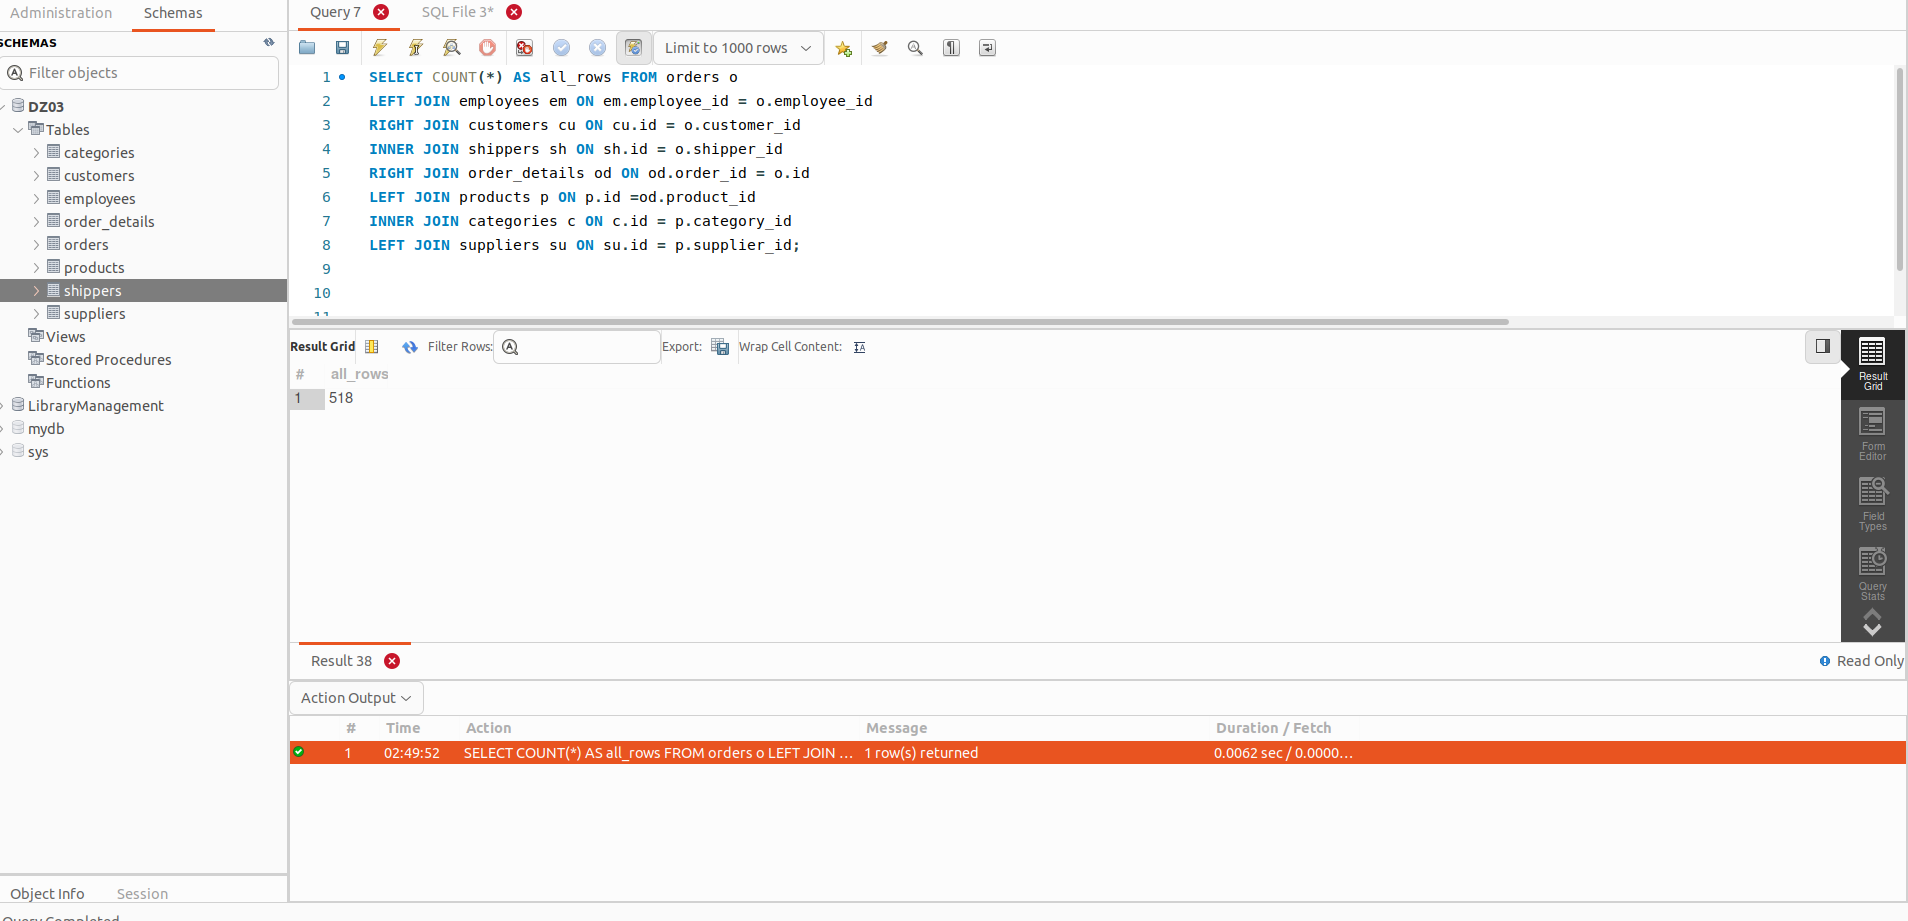 Administration
Schemas
SCHEMAS
Filter objects
DZ03
Tables
categories
customers
employees
order_details
orders
products
shippers
suppliers
Views
Stored Procedures
Functions
LibraryManagement
mydb
sys
Object Info
Session
Query Completed
Query 7
SQL File 3*
Limit to 1000 rows
1 SELECT COUNT(*) AS all_rows FROM orders o
2 LEFT JOIN employees em ON em.employee_id = o.employee_id
3 RIGHT JOIN customers cu ON cu.id = o.customer_id
4 INNER JOIN shippers sh ON sh.id = o.shipper_id
5 RIGHT JOIN order_details od ON od.order_id = o.id
6 LEFT JOIN products p ON p.id =od.product_id
7 INNER JOIN categories c ON c.id = p.category_id
8 LEFT JOIN suppliers su ON su.id = p.supplier_id;
9
10
11
Result Grid
Filter Rows:
Export:
Wrap Cell Content:
# all_rows
1 518
Result
Grid
Form
Editor
Field
Types
Query
Stats
Result 38
Read Only
Action Output
# Time Action Message Duration / Fetch
1 02:49:52 SELECT COUNT(*) AS all_rows FROM orders o LEFT JOIN ... 1 row(s) returned 0.0062 sec / 0.0000...